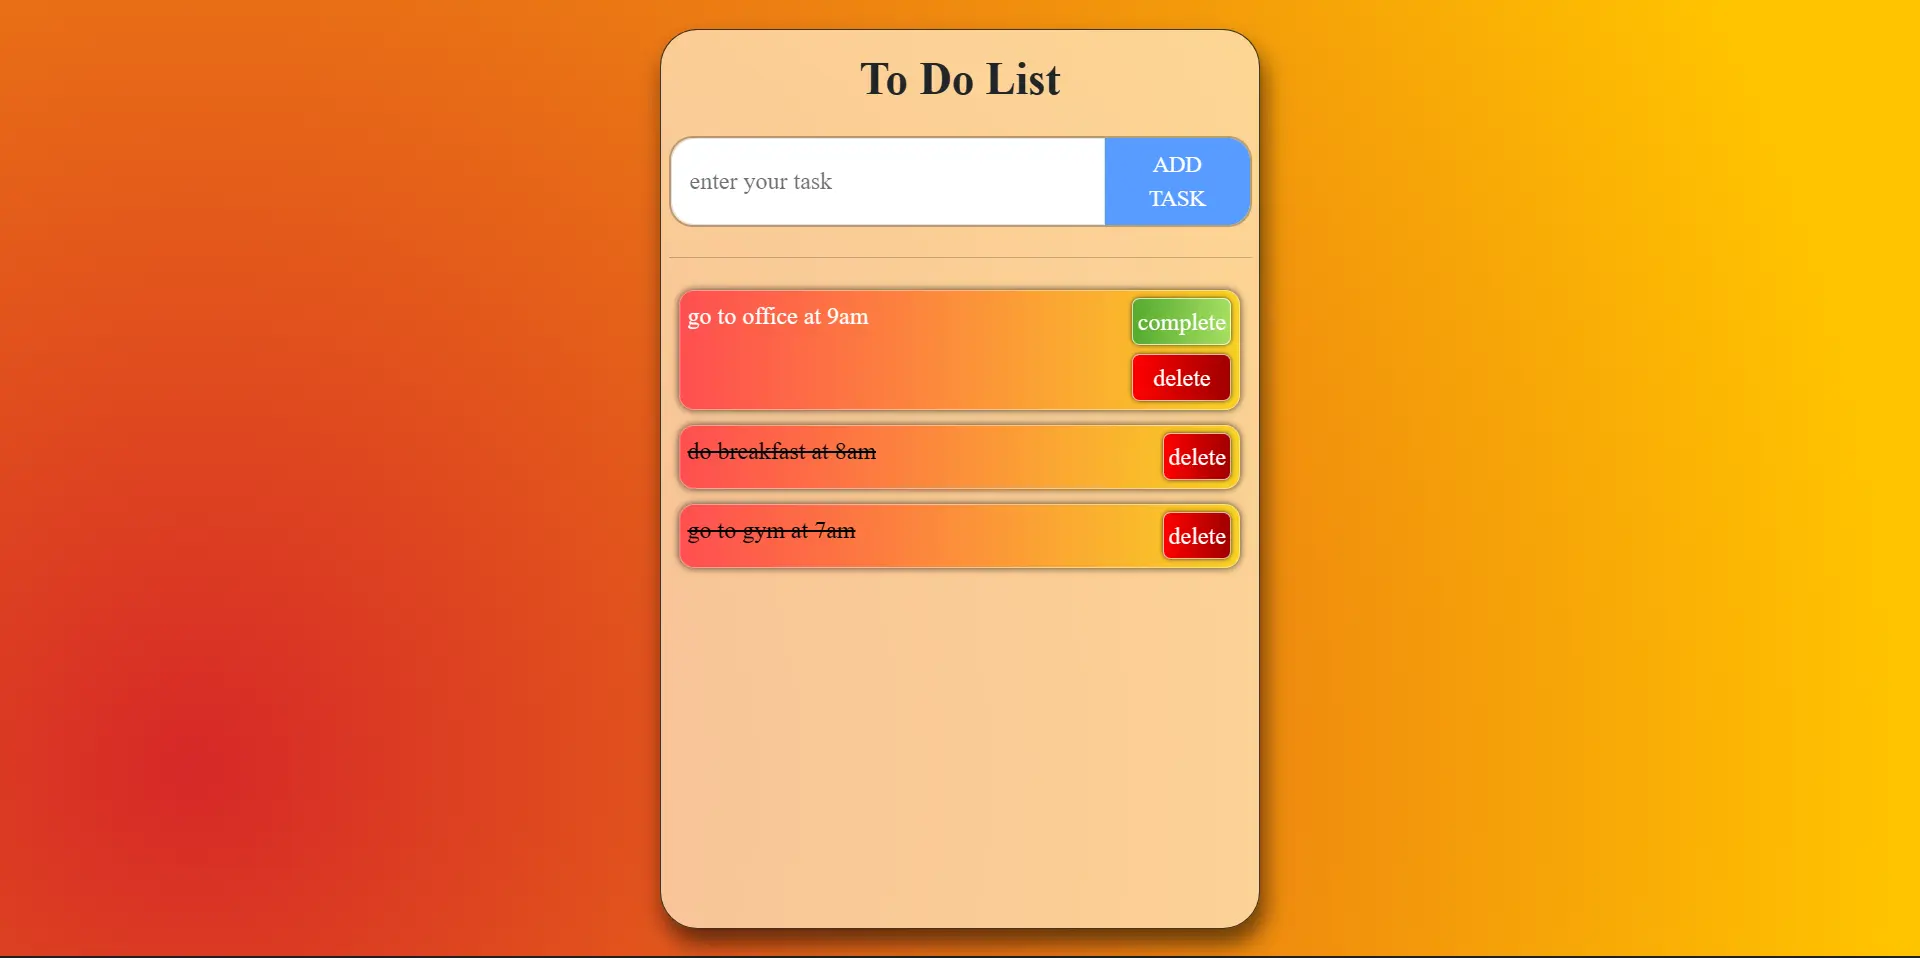 To Do List
enter your task
ADD
TASK
go to office at 9am
complete
delete
do breakfast at 8am
delete
go to gym at 7am
delete